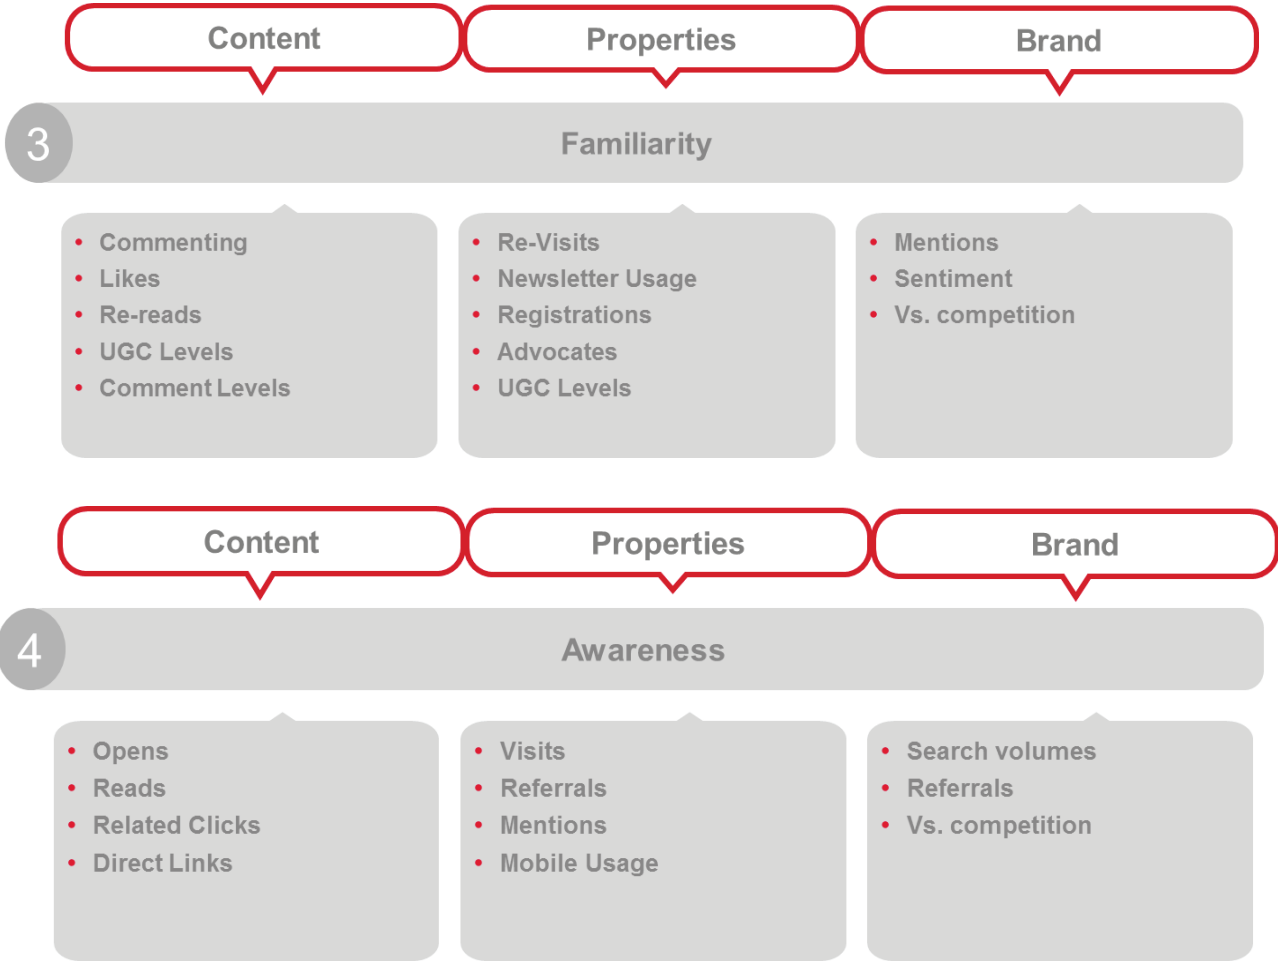 Content
Properties
Brand
3
Familiarity
• Commenting
• Likes
• Re-reads
• UGC Levels
• Comment Levels
• Re-Visits
• Newsletter Usage
• Registrations
• Advocates
• UGC Levels
• Mentions
• Sentiment
• Vs. competition
Content
Properties
Brand
4
Awareness
• Opens
• Reads
• Related Clicks
• Direct Links
• Visits
• Referrals
• Mentions
• Mobile Usage
• Search volumes
• Referrals
• Vs. competition